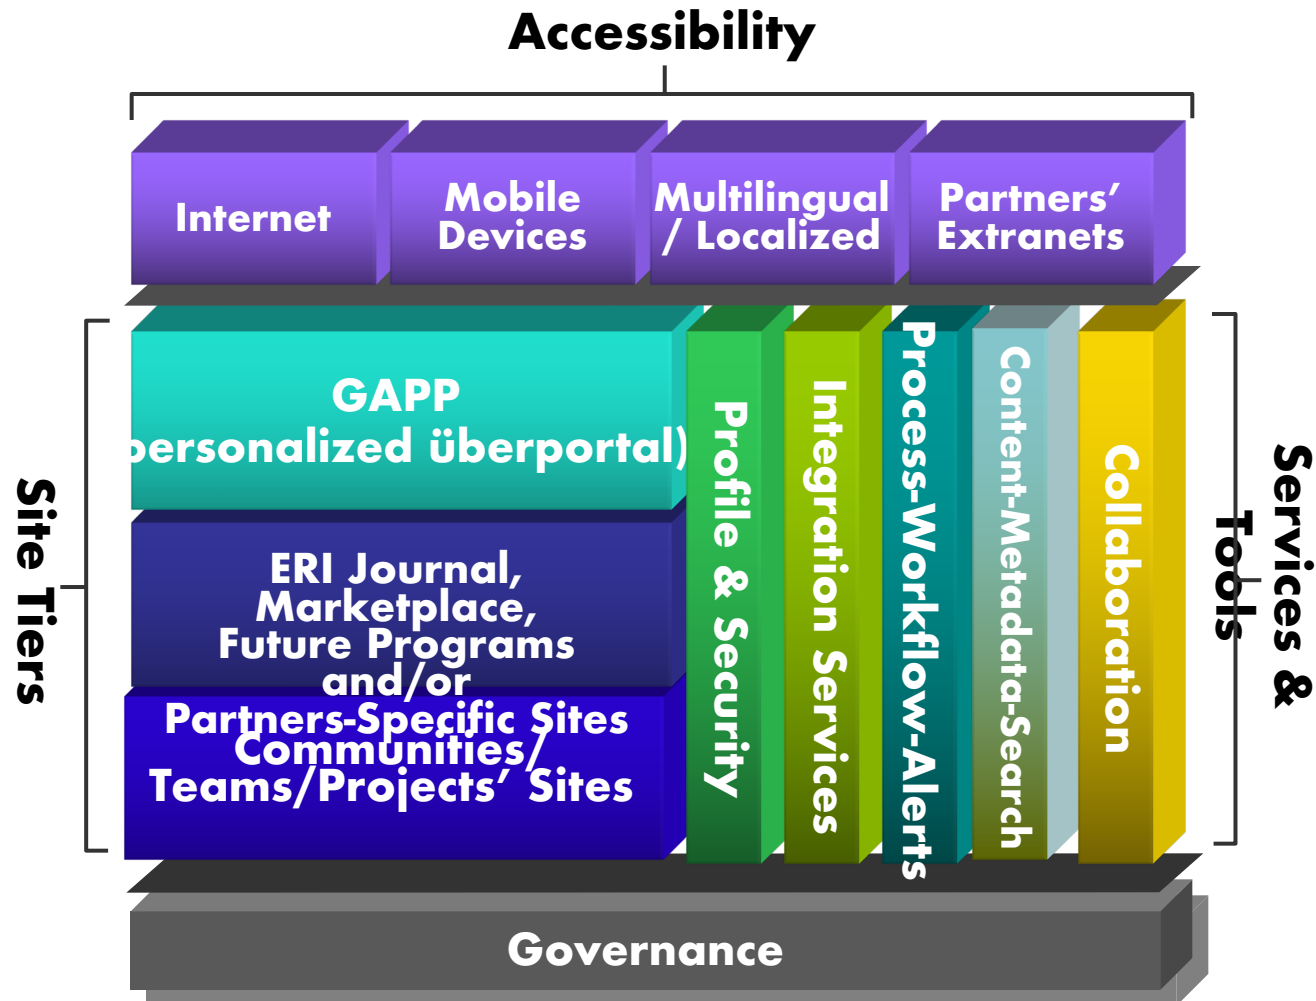 Accessibility
Internet
Mobile
Devices
Multilingual
/ Localized
Partners’
Extranets
Site Tiers
GAPP
personalized überportal)
ERI Journal,
Marketplace,
Future Programs
and/or
Partners-Specific Sites
Communities/
Teams/Projects’ Sites
Profile & Security
Integration Services
Process-Workflow-Alerts
Content-Metadata-Search
Collaboration
Services &
Tools
Governance